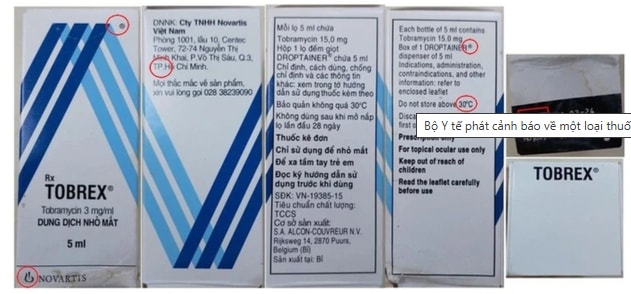 ®
Rx
TOBREX®
Tobramycin 3 mg/ml
DUNG DỊCH NHỎ MẮT
5 ml
NOVARTIS
DNNK: Cty TNHH Novartis
Việt Nam
Phòng 1001, lầu 10, Centec
Tower, 72-74 Nguyễn Thị
Minh Khai, P.Võ Thị Sáu, Q.3,
TP.Hồ Chí Minh.
Mọi thắc mắc về sản phẩm,
xin vui lòng gọi 028 38239090
Mỗi lọ 5 ml chứa
Tobramycin 15,0 mg
Hộp 1 lọ đếm giọt
DROPTAINER® chứa 5 ml
Chỉ định, cách dùng, chống
chỉ định và các thông tin
khác: xem trong tờ hướng
dẫn sử dụng thuốc kèm theo
Bảo quản không quá 30°C
Không dùng sau khi mở nắp
lọ lần đầu 28 ngày
Thuốc kê đơn
Chỉ sử dụng để nhỏ mắt
Để xa tầm tay trẻ em
Đọc kỹ hướng dẫn sử
dụng trước khi dùng
SĐK: VN-19385-15
Tiêu chuẩn chất lượng:
TCCS
Cơ sở sản xuất:
S.A. ALCON-COUVREUR N.V.
Rijksweg 14, 2870 Puurs,
Belgium (Bỉ)
Sản xuất tại: Bỉ
Each bottle of 5 ml contains
Tobramycin 15.0 mg
Box of 1 DROPTAINER®
dispenser of 5 ml
Indications, administration,
contraindications, and other
information: refer to
enclosed leaflet
Do not store above 30°C
first
Prescription only
For topical ocular use only
Keep out of reach of
children
Read the leaflet carefully
before use
Bộ Y tế phát cảnh báo về một loại thuố
TOBREX®